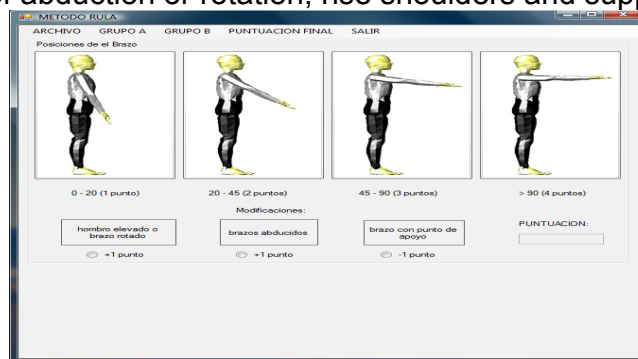 r abduction or rotation, rise shoulders and supp
METODO RULA
ARCHIVO GRUPO A GRUPO B PUNTUACION FINAL SALIR
Posiciones de el Brazo
0 - 20 (1 punto) 20 - 45 (2 puntos) 45 - 90 (3 puntos) > 90 (4 puntos)
Modificaciones:
hombro elevado o
brazo rotado
brazos abducidos
brazo con punto de
apoyo
PUNTUACION:
+1 punto +1 punto -1 punto